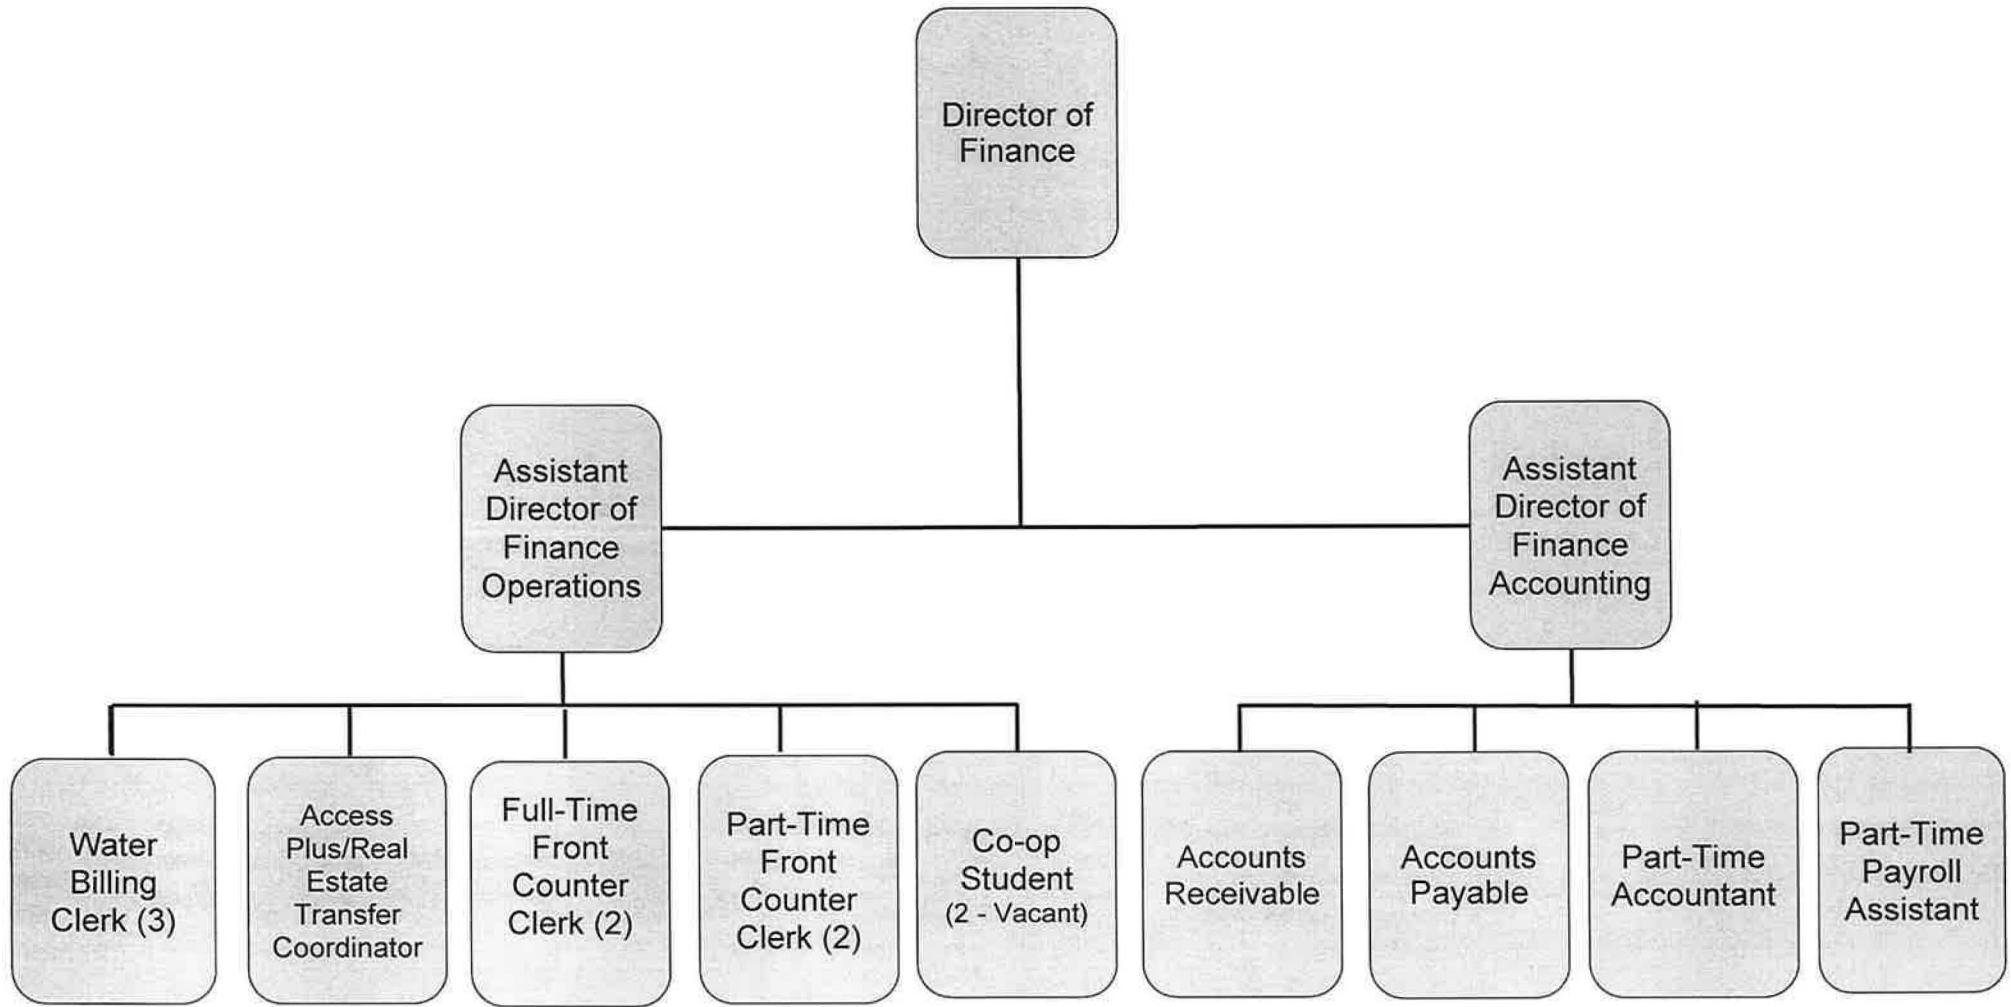 Director of
Finance
Assistant
Director of
Finance
Operations
Assistant
Director of
Finance
Accounting
Water
Billing
Clerk (3)
Access
Plus/Real
Estate
Transfer
Coordinator
Full-Time
Front
Counter
Clerk (2)
Part-Time
Front
Counter
Clerk (2)
Co-op
Student
(2 - Vacant)
Accounts
Receivable
Accounts
Payable
Part-Time
Accountant
Part-Time
Payroll
Assistant